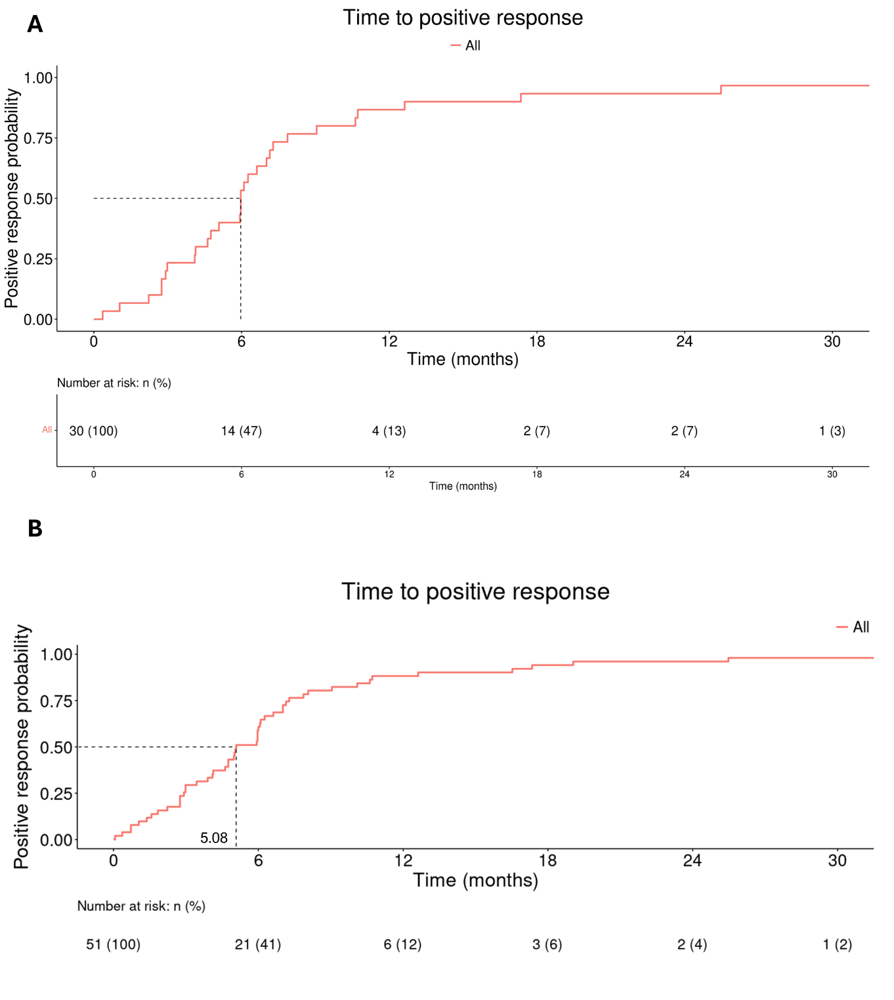 A
Time to positive response
All
Positive response probability
1.00
0.75
0.50
0.25
0.00
0 6 12 18 24 30
Time (months)
Number at risk: n (%)
All 30 (100) 14 (47) 4 (13) 2 (7) 2 (7) 1 (3)
0 6 12 18 24 30
Time (months)
B
Time to positive response
All
Positive response probability
1.00
0.75
0.50
0.25
0.00
5.08
0 6 12 18 24 30
Time (months)
Number at risk: n (%)
51 (100) 21 (41) 6 (12) 3 (6) 2 (4) 1 (2)